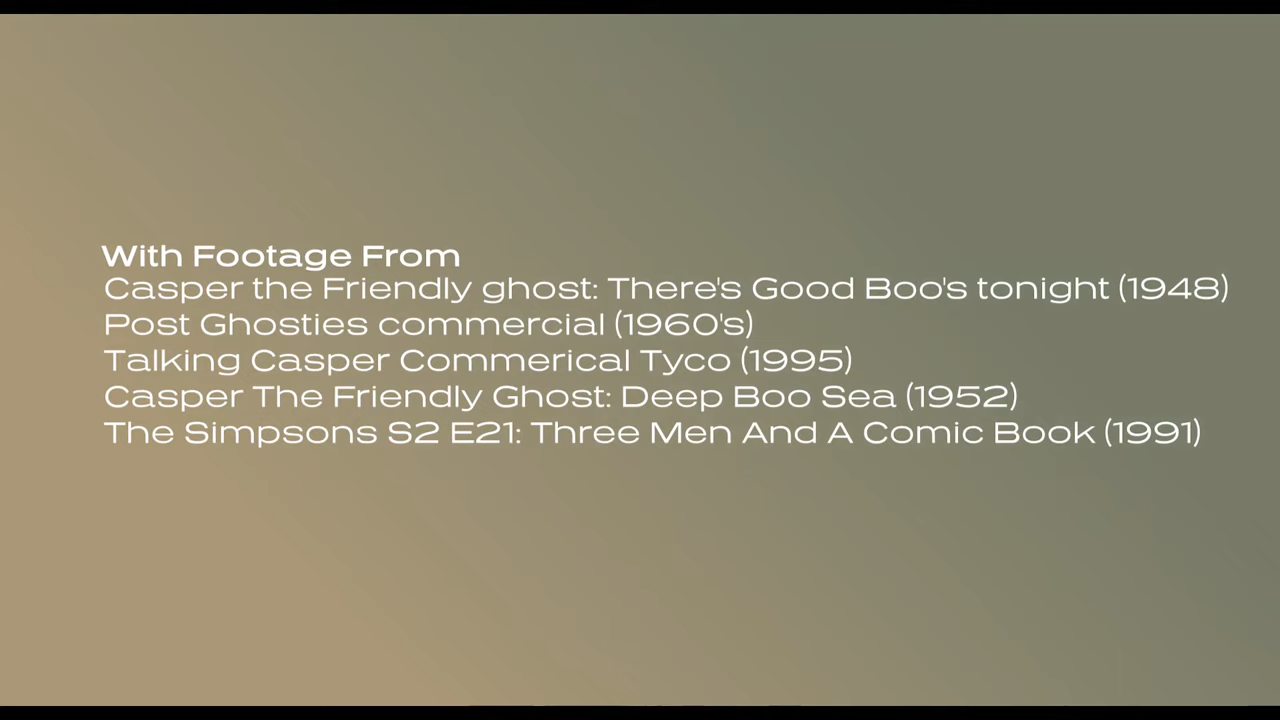 With Footage From
Casper the Friendly ghost: There's Good Boo's tonight (1948)
Post Ghosties commercial (1960's)
Talking Casper Commerical Tyco (1995)
Casper The Friendly Ghost: Deep Boo Sea (1952)
The Simpsons S2 E21: Three Men And A Comic Book (1991)